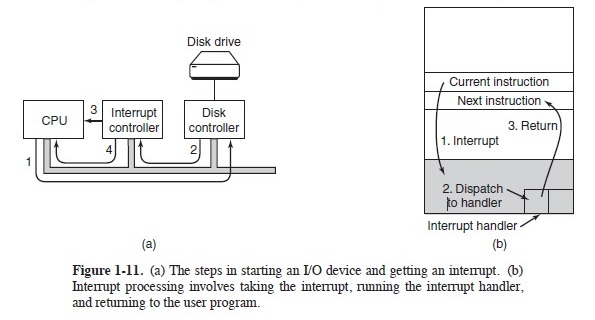 Disk drive
CPU
3
Interrupt
controller
Disk
controller
1
4
2
(a)
Current instruction
Next instruction
3. Return
1. Interrupt
2. Dispatch
to handler
Interrupt handler
(b)
Figure 1-11. (a) The steps in starting an I/O device and getting an interrupt. (b)
Interrupt processing involves taking the interrupt, running the interrupt handler,
and returning to the user program.